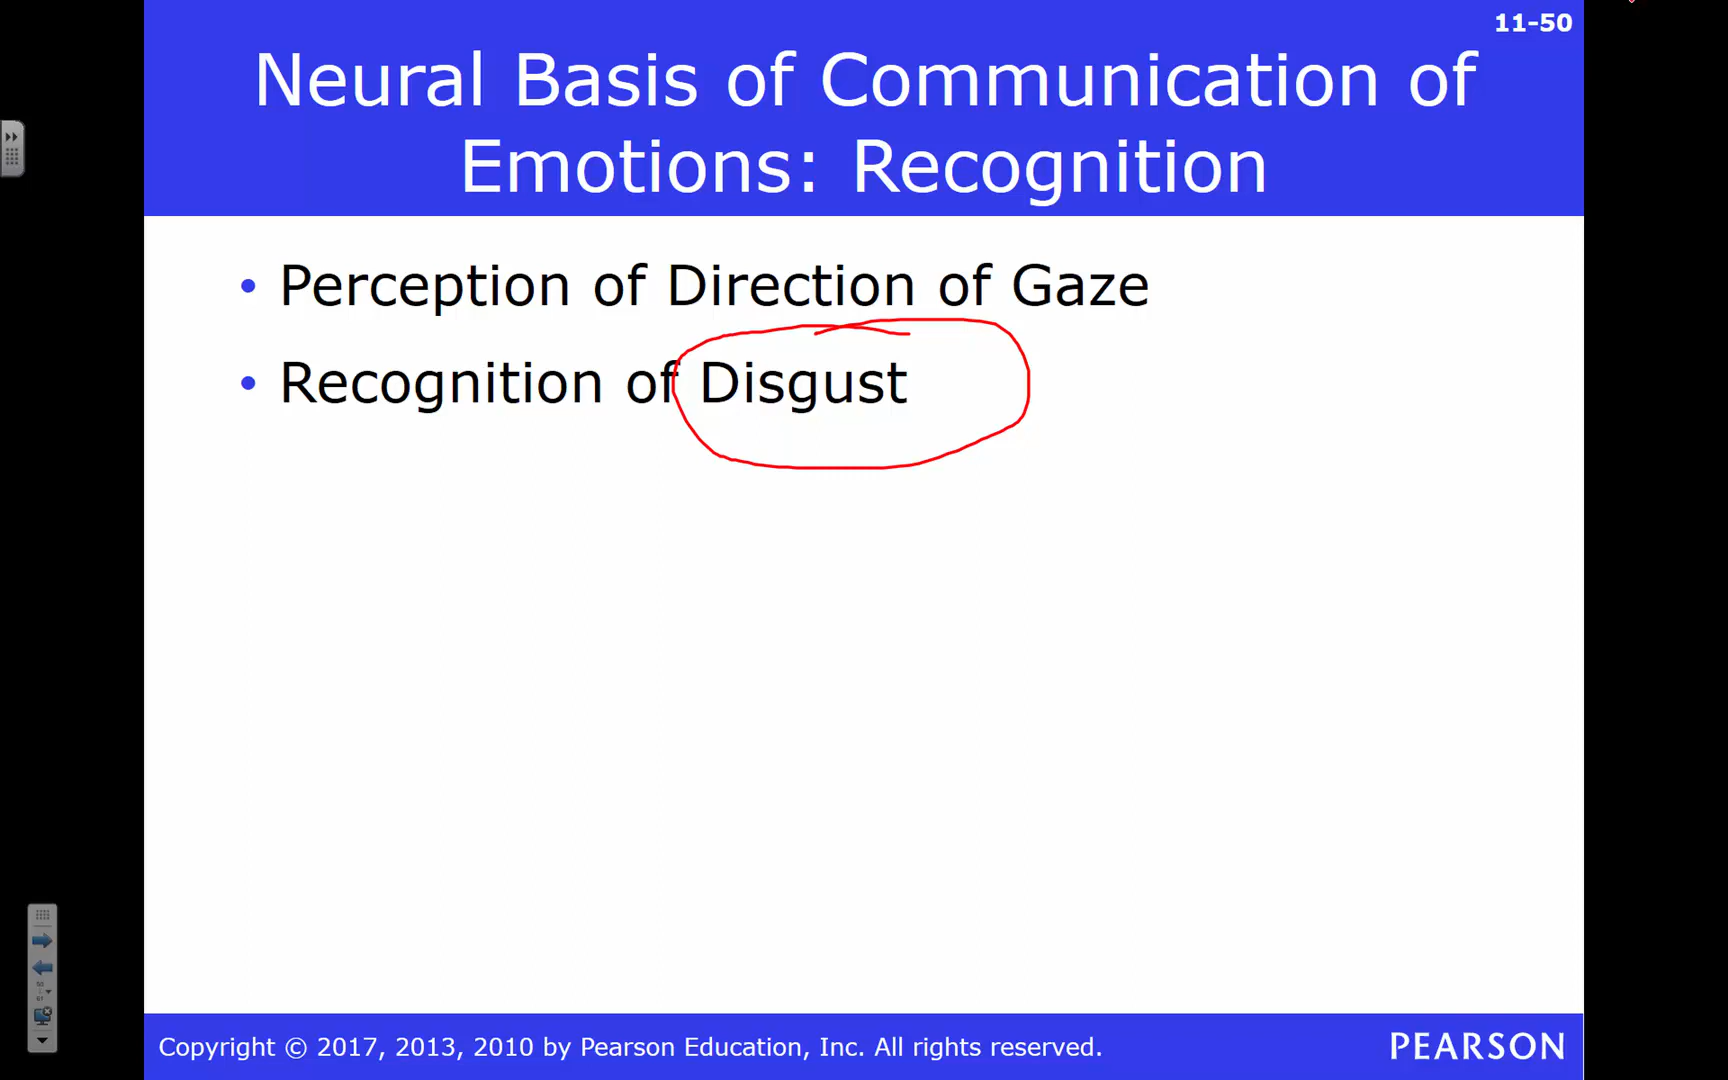 11-50
Neural Basis of Communication of
Emotions: Recognition
• Perception of Direction of Gaze
• Recognition of Disgust
Copyright © 2017, 2013, 2010 by Pearson Education, Inc. All rights reserved.
PEARSON